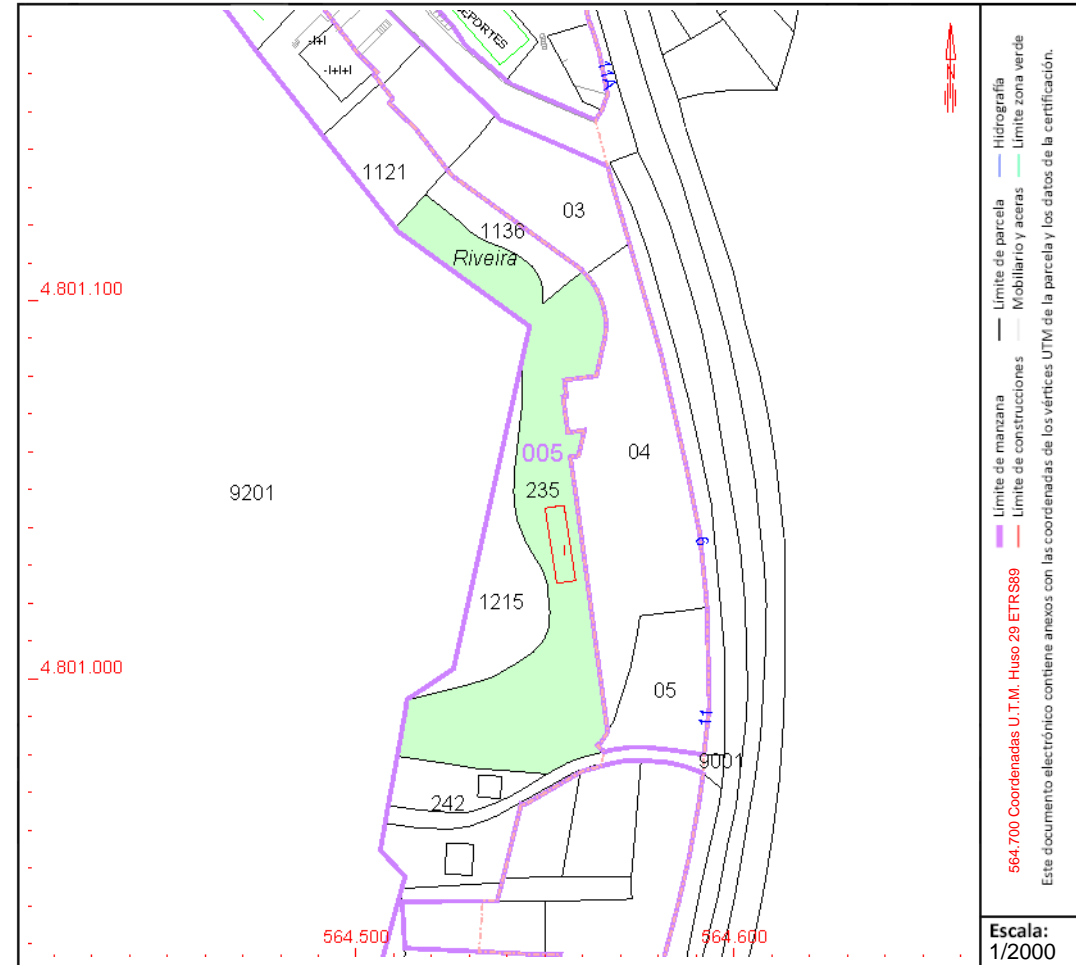 EPORTES
-I+I
-I+I+I
11A
1121
03
1136
Riveira
4.801.100
005
04
9201
235
I
9
1215
4.801.000
05
11
9001
242
564.500
564.600
Límite de manzana
Límite de parcela
Hidrografía
Límite de construcciones
Mobiliario y aceras
Límite zona verde
564.700 Coordenadas U.T.M. Huso 29 ETRS89
Este documento electrónico contiene anexos con las coordenadas de los vértices UTM de la parcela y los datos de la certificación.
Escala:
1/2000